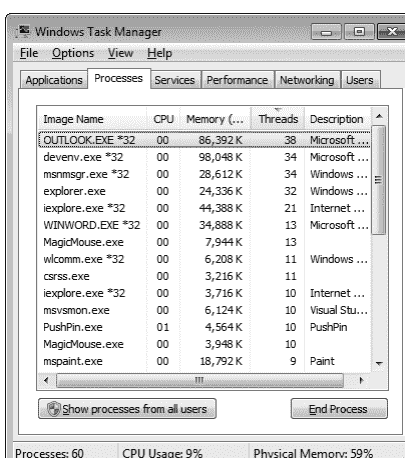 Windows Task Manager
File Options View Help
Applications Processes Services Performance Networking Users
Image Name CPU Memory (... Threads Description
OUTLOOK.EXE *32 00 86,392 K 38 Microsoft ...
devenv.exe *32 00 98,048 K 34 Microsoft ...
msnmsgr.exe *32 00 28,612 K 34 Windows ...
explorer.exe 00 24,336 K 32 Windows ...
iexplore.exe *32 00 44,388 K 21 Internet ...
WINWORD.EXE *32 00 34,888 K 13 Microsoft ...
MagicMouse.exe 00 7,944 K 13
wlcomm.exe *32 00 6,208 K 11 Windows ...
csrss.exe 00 3,216 K 11
iexplore.exe *32 00 3,716 K 10 Internet ...
msvsmon.exe 00 6,124 K 10 Visual Stu...
PushPin.exe 01 4,564 K 10 PushPin
MagicMouse.exe 00 3,948 K 10
mspaint.exe 00 18,792 K 9 Paint
Show processes from all users End Process
Processes: 60 CPU Usage: 9% Physical Memory: 59%